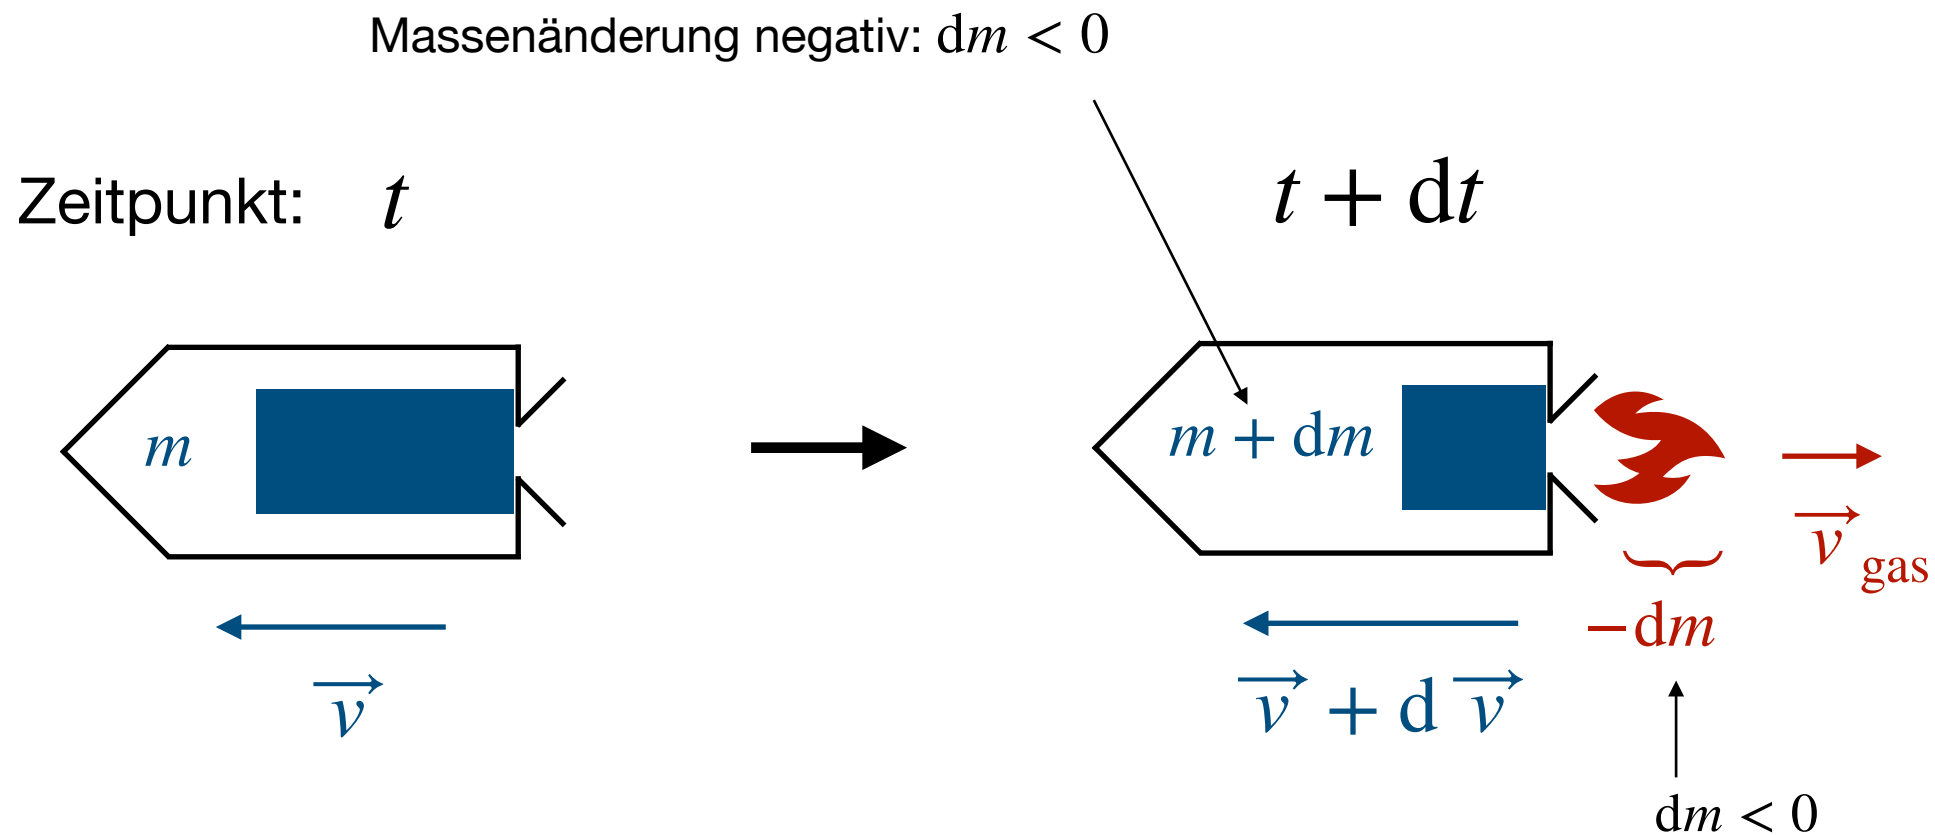 Massenänderung negativ: dm < 0
Zeitpunkt: t
t + dt
m
m + dm
v⃗
v⃗ + d v⃗
v⃗ gas
−dm
dm < 0